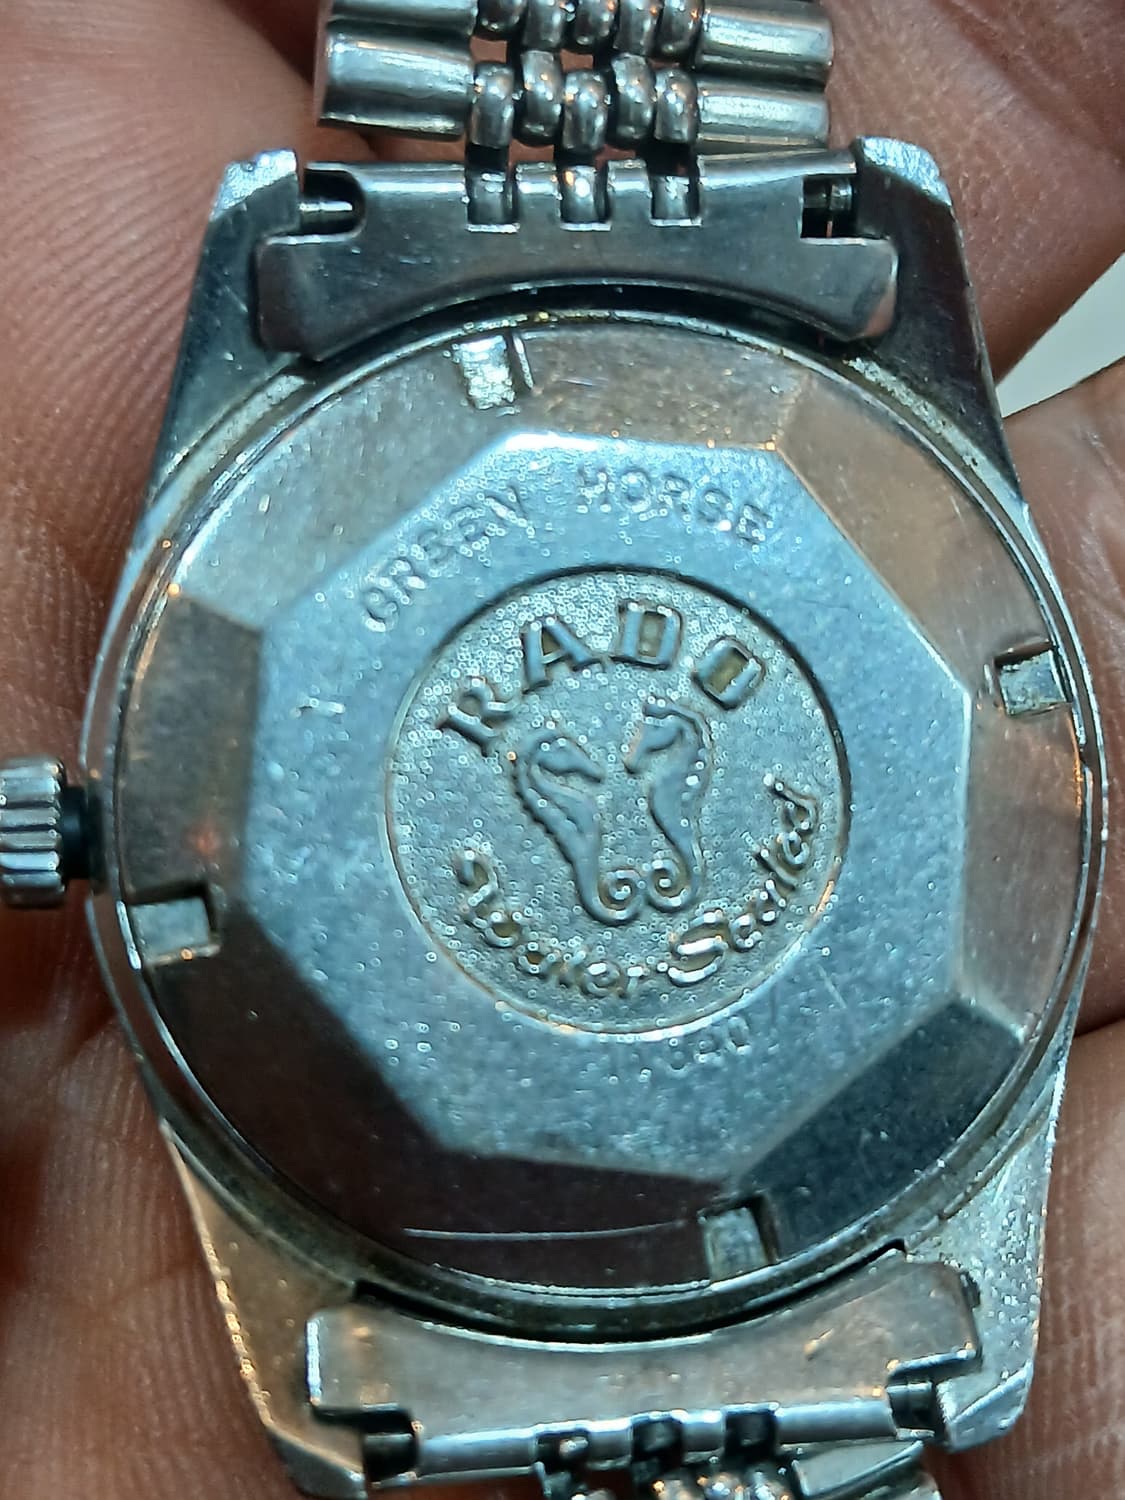 GREEN HORSE
RADO
Water Sealed